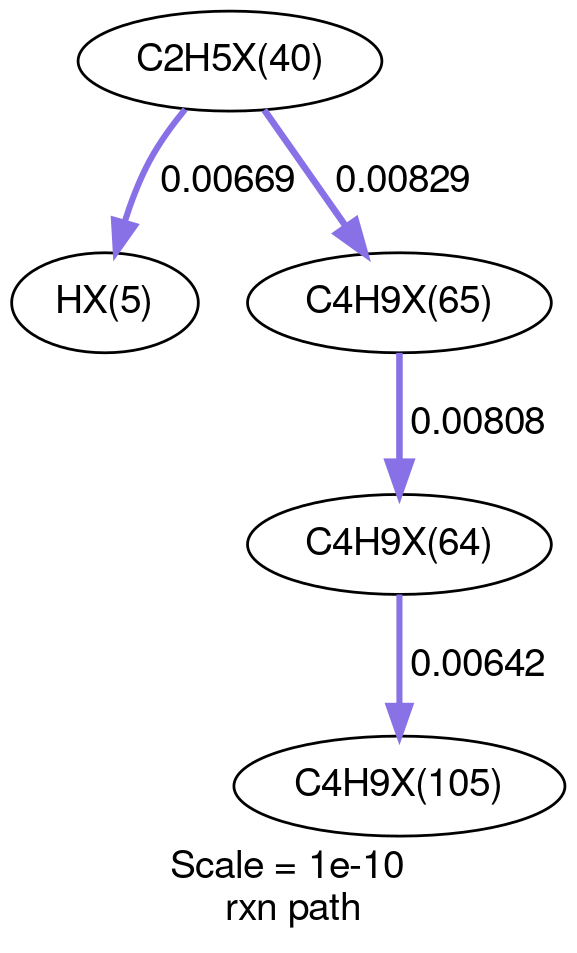 C2H5X(40)
0.00669
0.00829
HX(5)
C4H9X(65)
0.00808
C4H9X(64)
0.00642
C4H9X(105)
Scale = 1e-10
rxn path